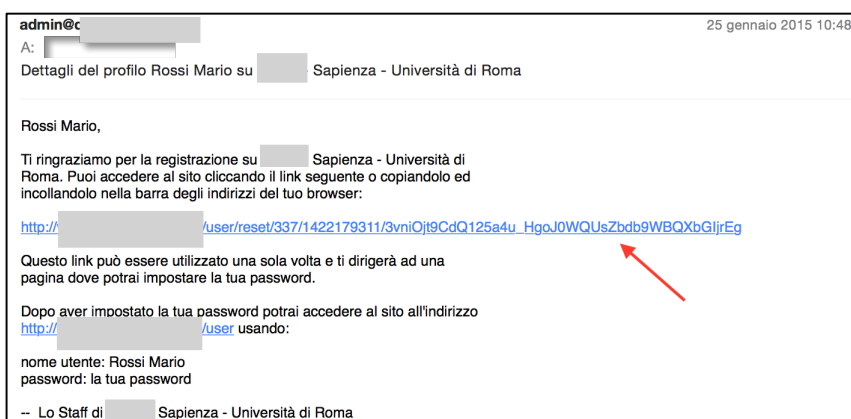 admin@
25 gennaio 2015 10:48
A:
Dettagli del profilo Rossi Mario su Sapienza - Università di Roma
Rossi Mario,
Ti ringraziamo per la registrazione su Sapienza - Università di
Roma. Puoi accedere al sito cliccando il link seguente o copiandolo ed
incollandolo nella barra degli indirizzi del tuo browser:
http:// /user/reset/337/1422179311/3vniOjt9CdQ125a4u_HgoJ0WQUsZbdb9WBQXbGIjrEg
Questo link può essere utilizzato una sola volta e ti dirigerà ad una
pagina dove potrai impostare la tua password.
Dopo aver impostato la tua password potrai accedere al sito all'indirizzo
http:// /user usando:
nome utente: Rossi Mario
password: la tua password
-- Lo Staff di Sapienza - Università di Roma